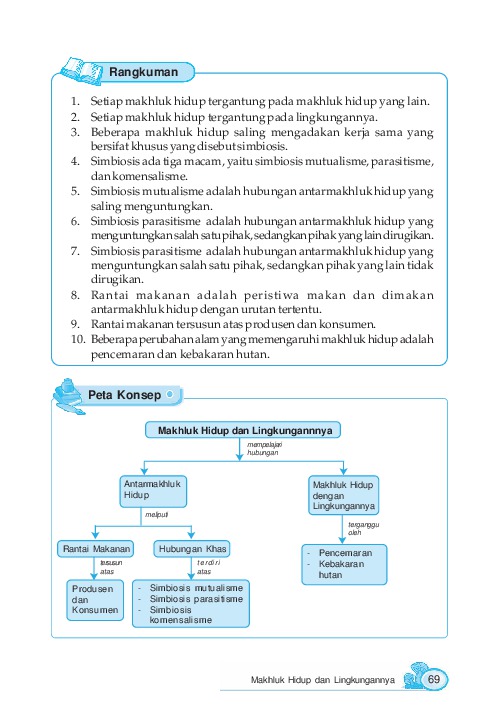 Rangkuman
1. Setiap makhluk hidup tergantung pada makhluk hidup yang lain.
2. Setiap makhluk hidup tergantung pada lingkungannya.
3. Beberapa makhluk hidup saling mengadakan kerja sama yang
bersifat khusus yang disebut simbiosis.
4. Simbiosis ada tiga macam, yaitu simbiosis mutualisme, parasitisme,
dan komensalisme.
5. Simbiosis mutualisme adalah hubungan antarmakhluk hidup yang
saling menguntungkan.
6. Simbiosis parasitisme adalah hubungan antarmakhluk hidup yang
menguntungkan salah satu pihak, sedangkan pihak yang lain dirugikan.
7. Simbiosis parasitisme adalah hubungan antarmakhluk hidup yang
menguntungkan salah satu pihak, sedangkan pihak yang lain tidak
dirugikan.
8. Rantai makanan adalah peristiwa makan dan dimakan
antarmakhluk hidup dengan urutan tertentu.
9. Rantai makanan tersusun atas produsen dan konsumen.
10. Beberapa perubahan alam yang memengaruhi makhluk hidup adalah
pencemaran dan kebakaran hutan.
Peta Konsep
Makhluk Hidup dan Lingkungannnya
mempelajari
hubungan
Antarmakhluk
Hidup
Makhluk Hidup
dengan
Lingkungannya
meliputi
terganggu
oleh
Rantai Makanan
Hubungan Khas
- Pencemaran
- Kebakaran
hutan
tersusun
atas
terdiri
atas
Produsen
dan
Konsumen
- Simbiosis mutualisme
- Simbiosis parasitisme
- Simbiosis
komensalisme
Makhluk Hidup dan Lingkungannya 69